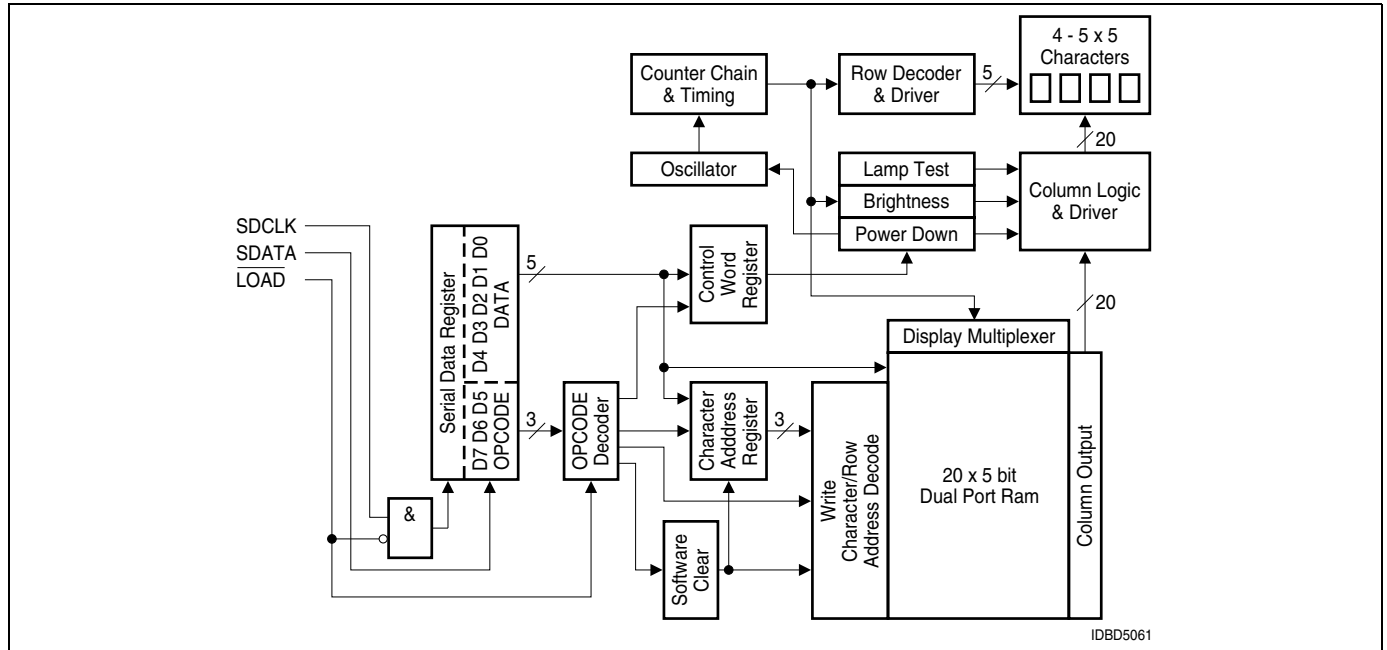 4 - 5 x 5
Characters
Counter Chain
& Timing
Row Decoder
& Driver
5
20
Oscillator
Lamp Test
Brightness
Power Down
Column Logic
& Driver
SDCLK
SDATA
LOAD
Serial Data Register
D4 D3 D2 D1 D0
DATA
D7 D6 D5
OPCODE
5
3
Control
Word
Register
20
Display Multiplexer
OPCODE
Decoder
Character
Adddress
Register
3
Write
Character/Row
Address Decode
20 x 5 bit
Dual Port Ram
Column Output
&
Software
Clear
IDBD5061